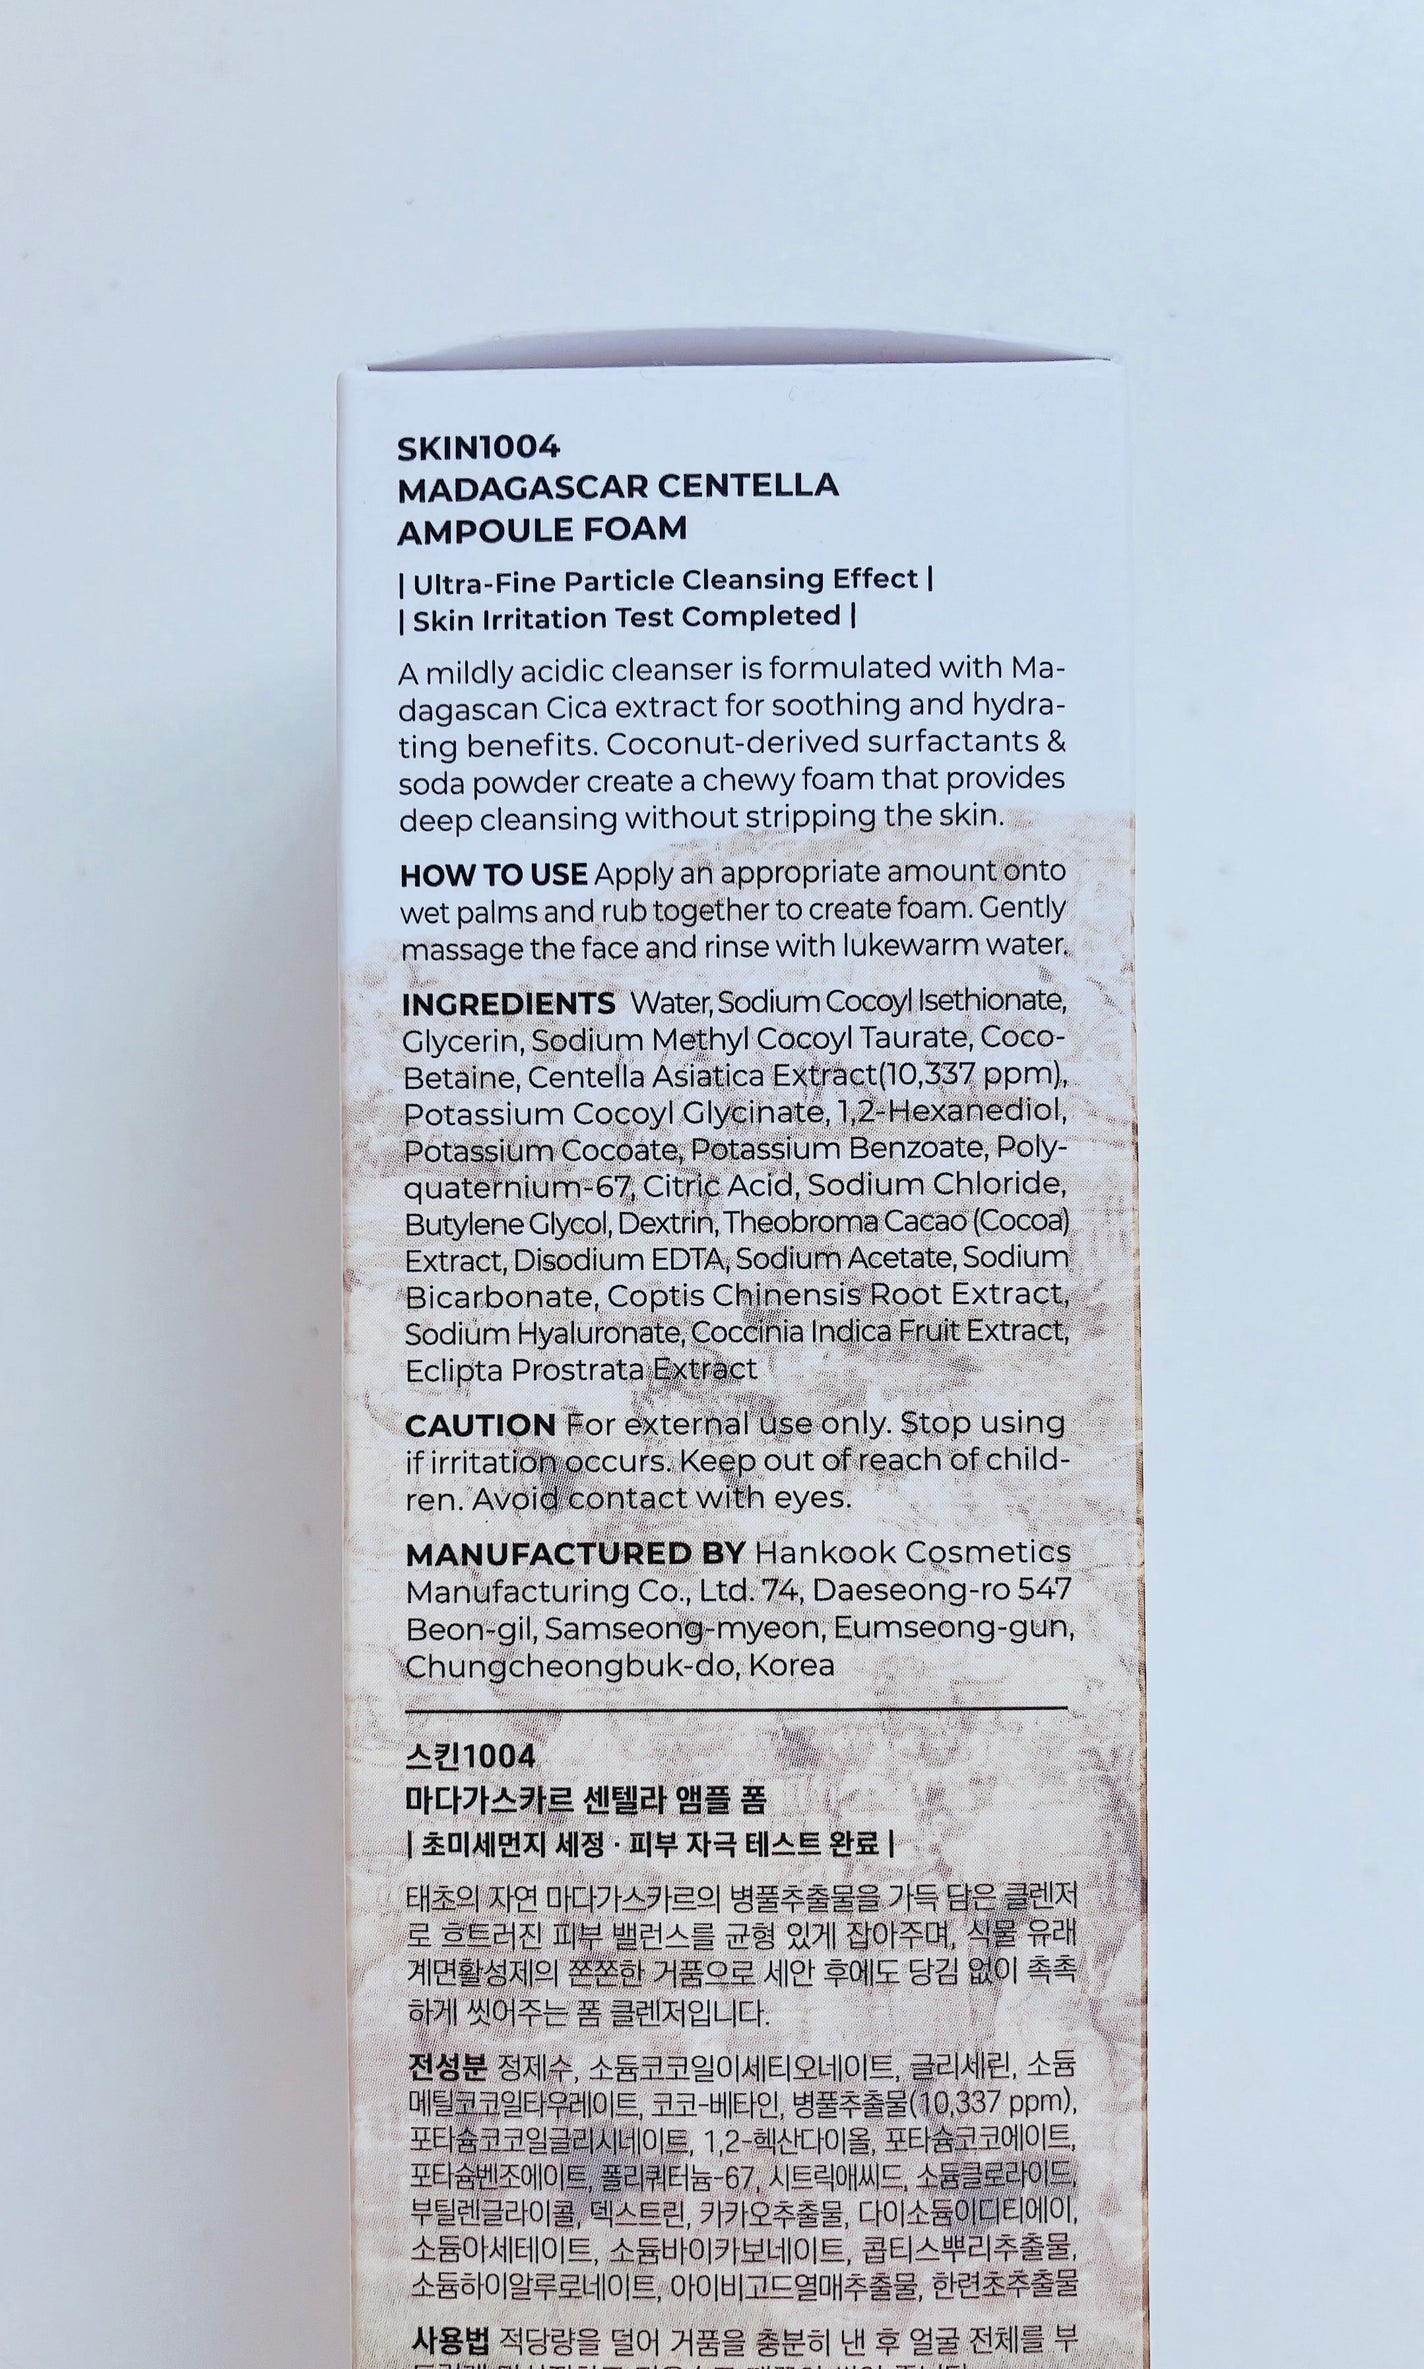 SKIN1004
MADAGASCAR CENTELLA
AMPOULE FOAM
| Ultra-Fine Particle Cleansing Effect |
| Skin Irritation Test Completed |
A mildly acidic cleanser is formulated with Ma-
dagascan Cica extract for soothing and hydra-
ting benefits. Coconut-derived surfactants &
soda powder create a chewy foam that provides
deep cleansing without stripping the skin.
HOW TO USE Apply an appropriate amount onto
wet palms and rub together to create foam. Gently
massage the face and rinse with lukewarm water.
INGREDIENTS Water, Sodium Cocoyl Isethionate,
Glycerin, Sodium Methyl Cocoyl Taurate, Coco-
Betaine, Centella Asiatica Extract(10,337 ppm),
Potassium Cocoyl Glycinate, 1,2-Hexanediol,
Potassium Cocoate, Potassium Benzoate, Poly-
quaternium-67, Citric Acid, Sodium Chloride,
Butylene Glycol, Dextrin, Theobroma Cacao (Cocoa)
Extract, Disodium EDTA, Sodium Acetate, Sodium
Bicarbonate, Coptis Chinensis Root Extract,
Sodium Hyaluronate, Coccinia Indica Fruit Extract,
Eclipta Prostrata Extract
CAUTION For external use only. Stop using
if irritation occurs. Keep out of reach of child-
ren. Avoid contact with eyes.
MANUFACTURED BY Hankook Cosmetics
Manufacturing Co., Ltd. 74, Daeseong-ro 547
Beon-gil, Samseong-myeon, Eumseong-gun,
Chungcheongbuk-do, Korea
스킨1004
마다가스카르 센텔라 앰플 폼
| 초미세먼지 세정 · 피부 자극 테스트 완료 |
태초의 자연 마다가스카르의 병풀추출물을 가득 담은 클렌저
로 흐트러진 피부 밸런스를 균형 있게 잡아주며, 식물 유래
계면활성제의 쫀쫀한 거품으로 세안 후에도 당김 없이 촉촉
하게 씻어주는 폼 클렌저입니다.
전성분 정제수, 소듐코코일이세티오네이트, 글리세린, 소듐
메틸코코일타우레이트, 코코-베타인, 병풀추출물(10,337 ppm),
포타슘코코일글리시네이트, 1,2-헥산다이올, 포타슘코코에이트,
포타슘벤조에이트, 폴리쿼터늄-67, 시트릭애씨드, 소듐클로라이드,
부틸렌글라이콜, 덱스트린, 카카오추출물, 다이소듐이디티에이,
소듐아세테이트, 소듐바이카보네이트, 콥티스뿌리추출물,
소듐하이알루로네이트, 아이비고드열매추출물, 한련초추출물
사용법 적당량을 덜어 거품을 충분히 낸 후 얼굴 전체를 부